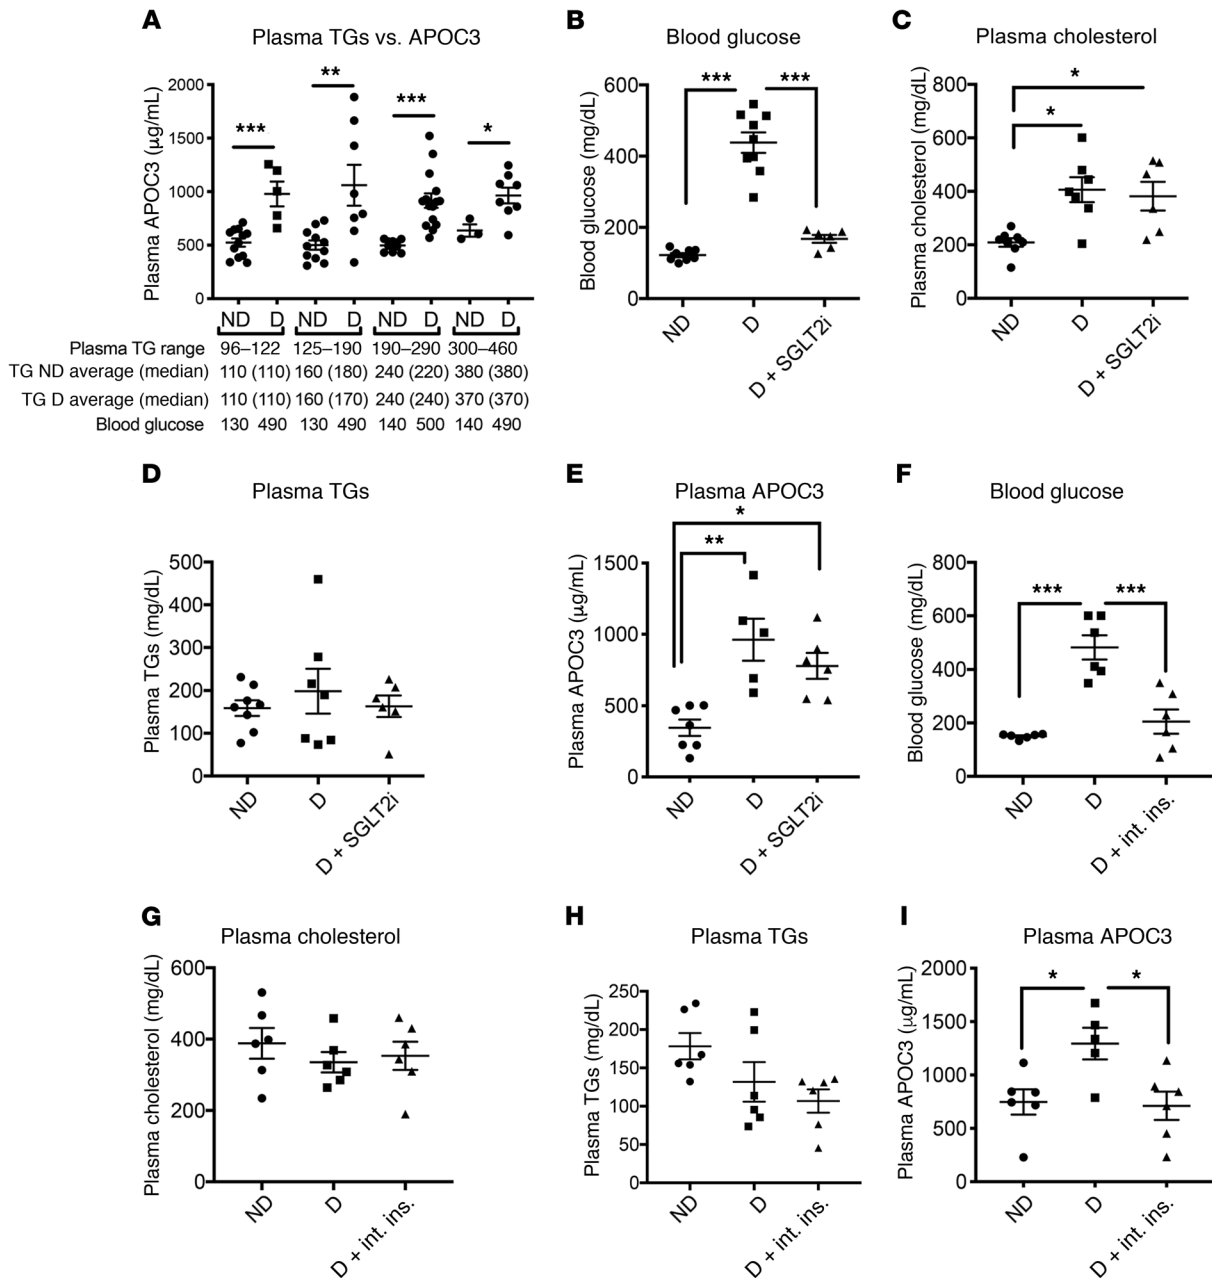 A
Plasma TGs vs. APOC3
Plasma APOC3 (µg/mL)
2000
1500
1000
500
0
*** ** *** *
ND D ND D ND D ND D
Plasma TG range 96–122 125–190 190–290 300–460
TG ND average (median) 110 (110) 160 (180) 240 (220) 380 (380)
TG D average (median) 110 (110) 160 (170) 240 (240) 370 (370)
Blood glucose 130 490 130 490 140 500 140 490
B
Blood glucose
Blood glucose (mg/dL)
600
400
200
0
*** ***
ND
D
D + SGLT2i
C
Plasma cholesterol
Plasma cholesterol (mg/dL)
800
600
400
200
0
*
*
ND
D
D + SGLT2i
D
Plasma TGs
Plasma TGs (mg/dL)
500
400
300
200
100
0
ND
D
D + SGLT2i
E
Plasma APOC3
Plasma APOC3 (µg/mL)
1500
1000
500
0
*
**
ND
D
D + SGLT2i
F
Blood glucose
Blood glucose (mg/dL)
800
600
400
200
0
*** ***
ND
D
D + int. ins.
G
Plasma cholesterol
Plasma cholesterol (mg/dL)
600
400
200
0
ND
D
D + int. ins.
H
Plasma TGs
Plasma TGs (mg/dL)
250
200
150
100
50
0
ND
D
D + int. ins.
I
Plasma APOC3
Plasma APOC3 (µg/mL)
2000
1500
1000
500
0
* *
ND
D
D + int. ins.